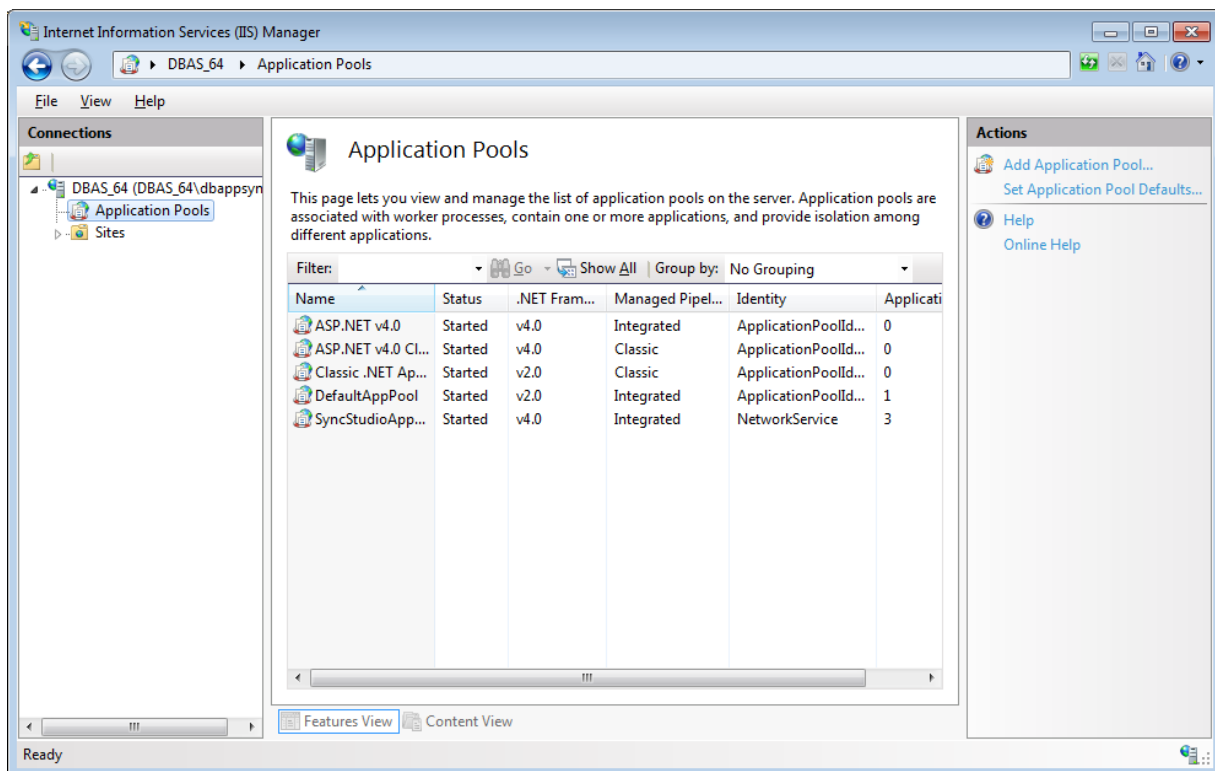 Internet Information Services (IIS) Manager
DBAS_64 Application Pools
File View Help
Connections
DBAS_64 (DBAS_64\dbappsyn
Application Pools
Sites
Application Pools
This page lets you view and manage the list of application pools on the server. Application pools are
associated with worker processes, contain one or more applications, and provide isolation among
different applications.
Filter: Go Show All Group by: No Grouping
Name Status .NET Fram... Managed Pipel... Identity Applicati
ASP.NET v4.0 Started v4.0 Integrated ApplicationPoolId... 0
ASP.NET v4.0 Cl... Started v4.0 Classic ApplicationPoolId... 0
Classic .NET Ap... Started v2.0 Classic ApplicationPoolId... 0
DefaultAppPool Started v2.0 Integrated ApplicationPoolId... 1
SyncStudioApp... Started v4.0 Integrated NetworkService 3
Features View Content View
Actions
Add Application Pool...
Set Application Pool Defaults...
Help
Online Help
Ready